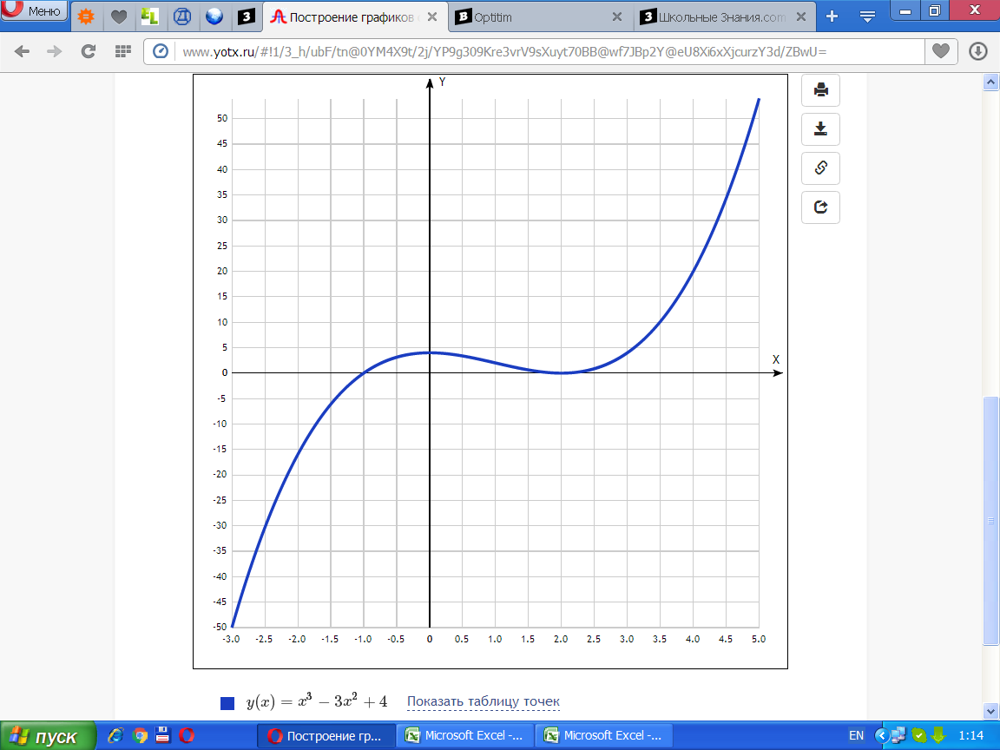 Меню
Построение графиков
Optitim
Школьные Знания.com
www.yotx.ru/#!1/3_h/ubF/tn@0YM4X9t/2j/YP9g309Kre3vrV9sXuyt70BB@wf7JBp2Y@eU8Xi6xXjcurzY3d/ZBwU=
Y
50
45
40
35
30
25
20
15
10
5
X
0
-5
-10
-15
-20
-25
-30
-35
-40
-45
-50
-3.0 -2.5 -2.0 -1.5 -1.0 -0.5 0 0.5 1.0 1.5 2.0 2.5 3.0 3.5 4.0 4.5 5.0
y(x) = x³ − 3x² + 4 Показать таблицу точек
пуск
Построение гр...
Microsoft Excel -...
Microsoft Excel -...
EN
1:14